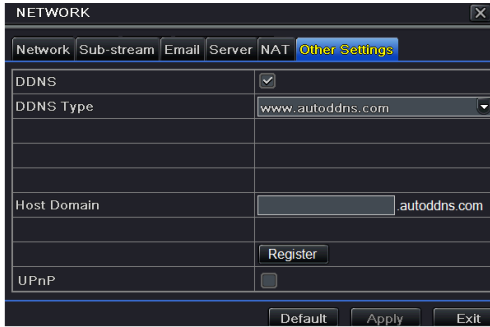 NETWORK
Network Sub-stream Email Server NAT Other Settings
DDNS
DDNS Type www.autoddns.com
Host Domain .autoddns.com
Register
UPnP
Default Apply Exit